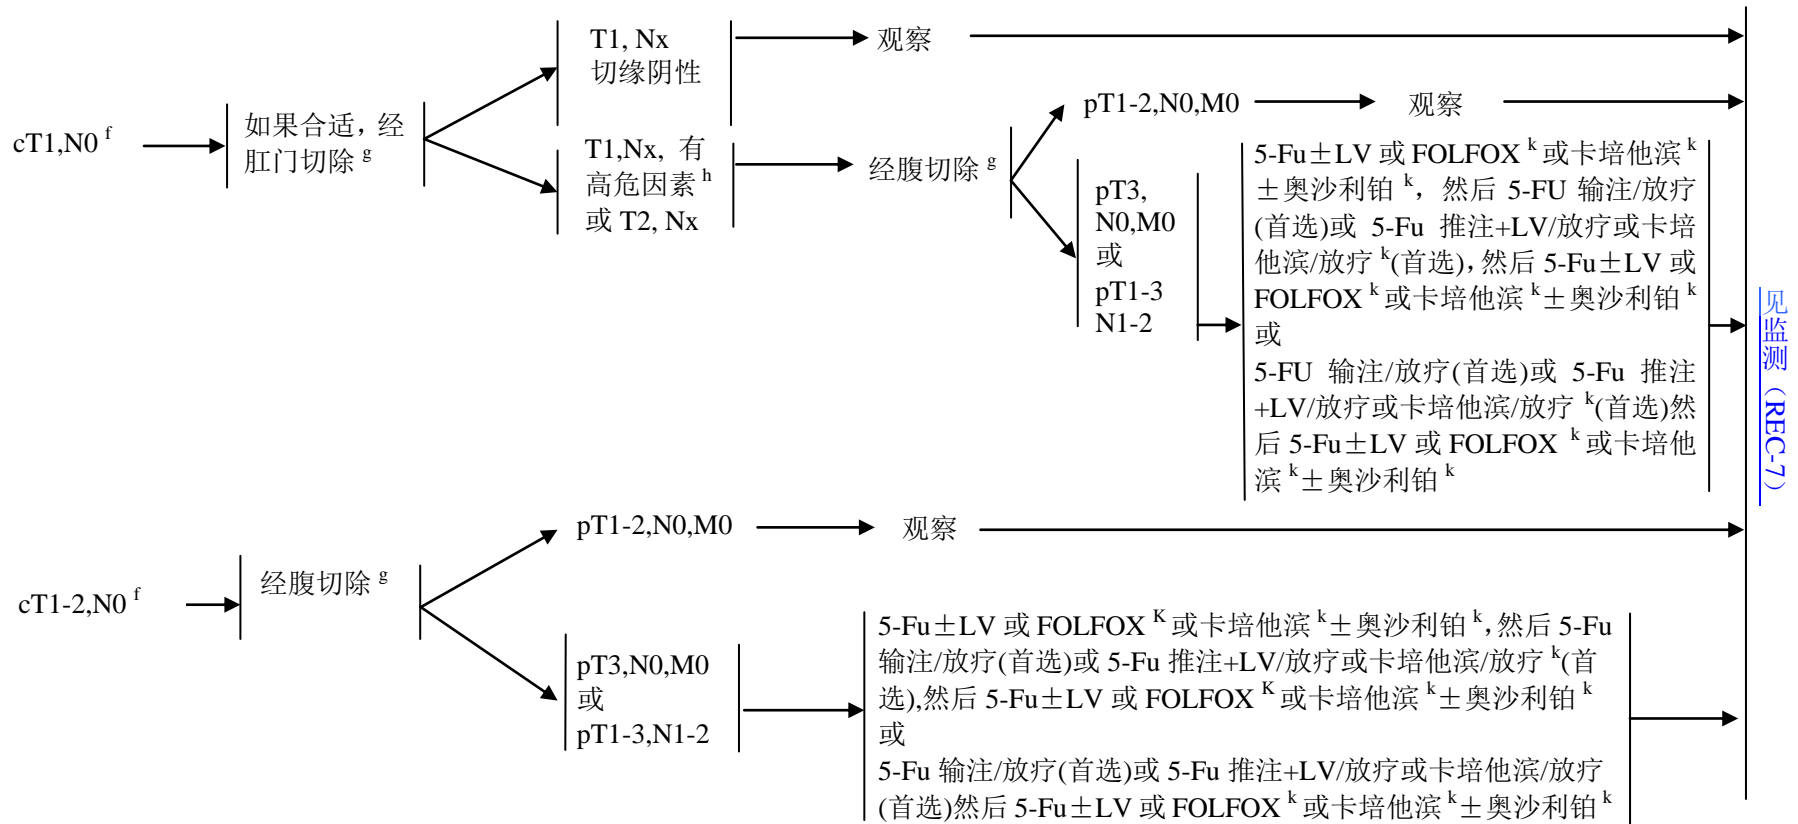 cT1,N0 f
如果合适，经
肛门切除 g
T1, Nx
切缘阴性
观察
T1,Nx, 有
高危因素 h
或 T2, Nx
经腹切除 g
pT1-2,N0,M0
观察
pT3,
N0,M0
或
pT1-3
N1-2
5-Fu±LV 或 FOLFOX k 或卡培他滨 k
±奥沙利铂 k，然后 5-FU 输注/放疗
(首选)或 5-Fu 推注+LV/放疗或卡培
他滨/放疗 k(首选)，然后 5-Fu±LV 或
FOLFOX k 或卡培他滨 k±奥沙利铂 k
或
5-FU 输注/放疗(首选)或 5-Fu 推注
+LV/放疗或卡培他滨/放疗 k(首选)然
后 5-Fu±LV 或 FOLFOX k 或卡培他
滨 k±奥沙利铂 k
见监测（REC-7）
cT1-2,N0 f
经腹切除 g
pT1-2,N0,M0
观察
pT3,N0,M0
或
pT1-3,N1-2
5-Fu±LV 或 FOLFOX K 或卡培他滨 k±奥沙利铂 k，然后 5-Fu
输注/放疗(首选)或 5-Fu 推注+LV/放疗或卡培他滨/放疗 k(首
选),然后 5-Fu±LV 或 FOLFOX K 或卡培他滨 k±奥沙利铂 k
或
5-Fu 输注/放疗(首选)或 5-Fu 推注+LV/放疗或卡培他滨/放疗
(首选)然后 5-Fu±LV 或 FOLFOX k 或卡培他滨 k±奥沙利铂 k